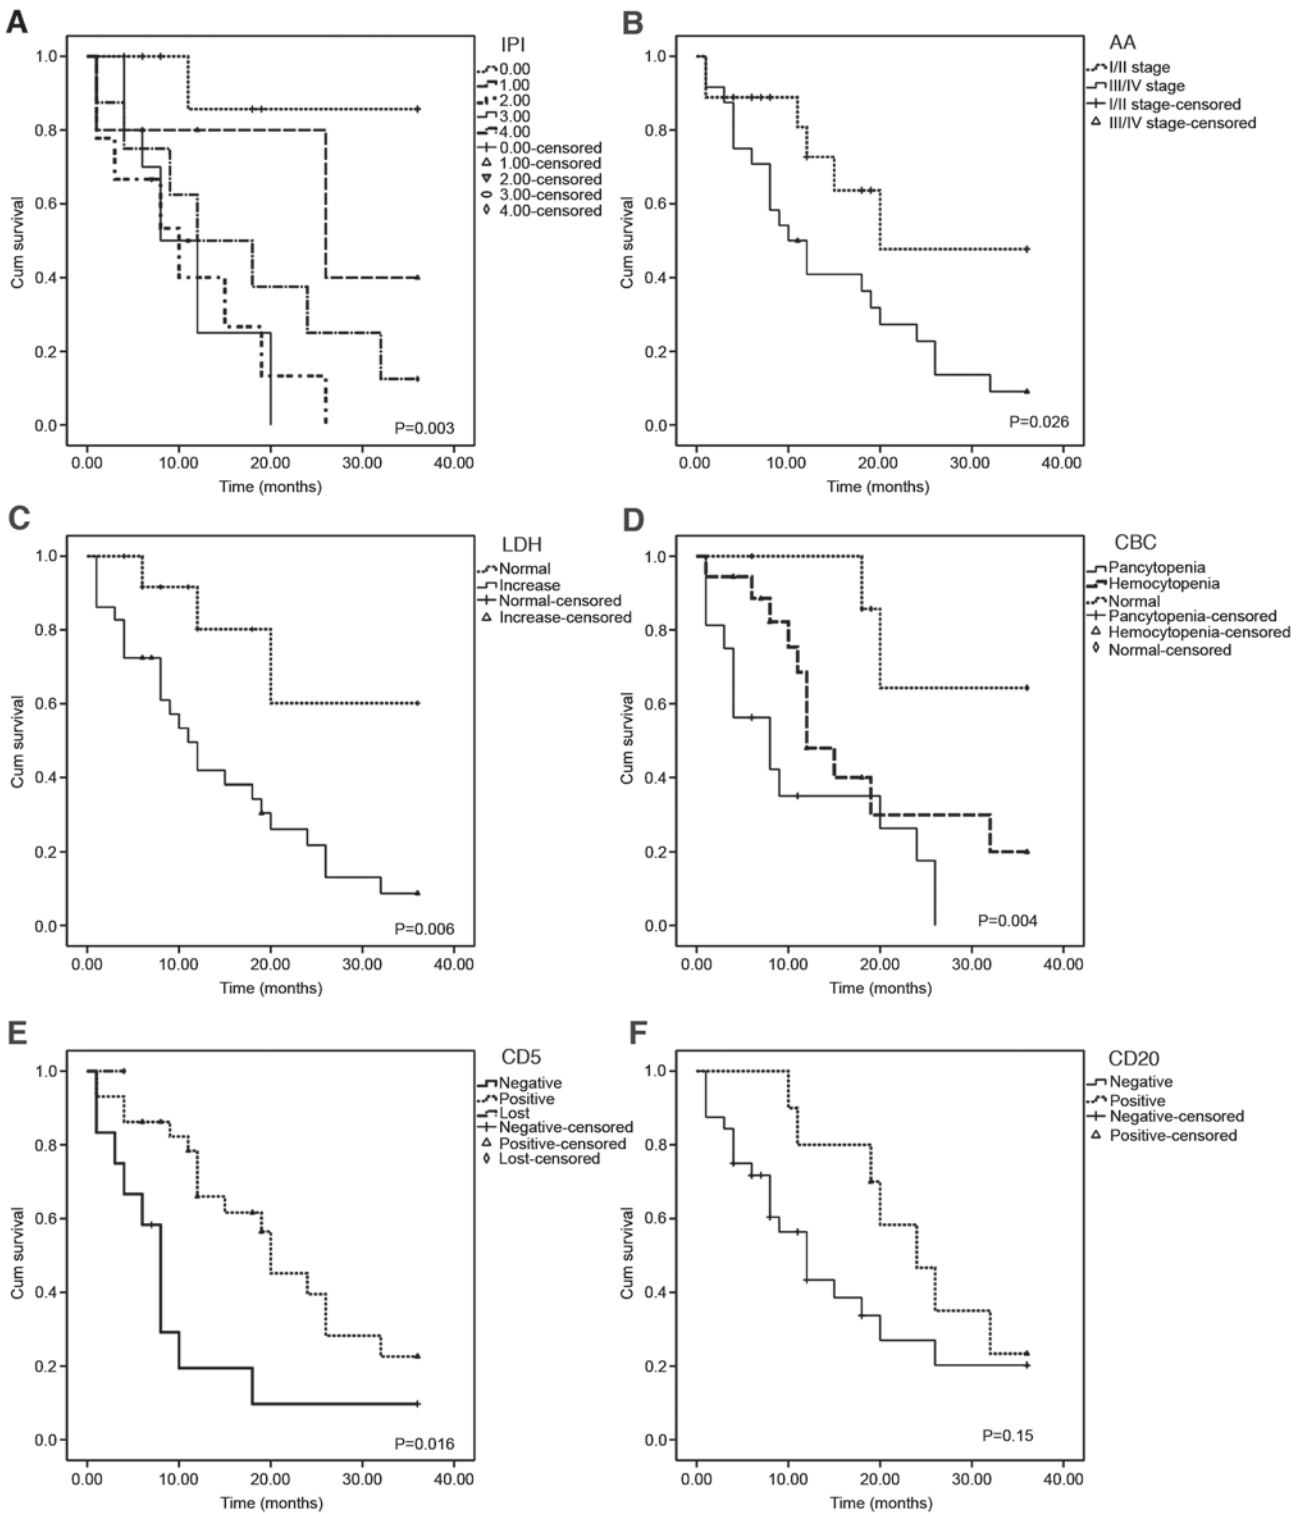 A
IPI
0.00
1.00
2.00
3.00
4.00
0.00-censored
1.00-censored
2.00-censored
3.00-censored
4.00-censored
1.0
0.8
0.6
0.4
0.2
0.0
Cum survival
P=0.003
0.00 10.00 20.00 30.00 40.00
Time (months)
B
AA
I/II stage
III/IV stage
I/II stage-censored
III/IV stage-censored
1.0
0.8
0.6
0.4
0.2
0.0
Cum survival
P=0.026
0.00 10.00 20.00 30.00 40.00
Time (months)
C
LDH
Normal
Increase
Normal-censored
Increase-censored
1.0
0.8
0.6
0.4
0.2
0.0
Cum survival
P=0.006
0.00 10.00 20.00 30.00 40.00
Time (months)
D
CBC
Pancytopenia
Hemocytopenia
Normal
Pancytopenia-censored
Hemocytopenia-censored
Normal-censored
1.0
0.8
0.6
0.4
0.2
0.0
Cum survival
P=0.004
0.00 10.00 20.00 30.00 40.00
Time (months)
E
CD5
Negative
Positive
Lost
Negative-censored
Positive-censored
Lost-censored
1.0
0.8
0.6
0.4
0.2
0.0
Cum survival
P=0.016
0.00 10.00 20.00 30.00 40.00
Time (months)
F
CD20
Negative
Positive
Negative-censored
Positive-censored
1.0
0.8
0.6
0.4
0.2
0.0
Cum survival
P=0.15
0.00 10.00 20.00 30.00 40.00
Time (months)